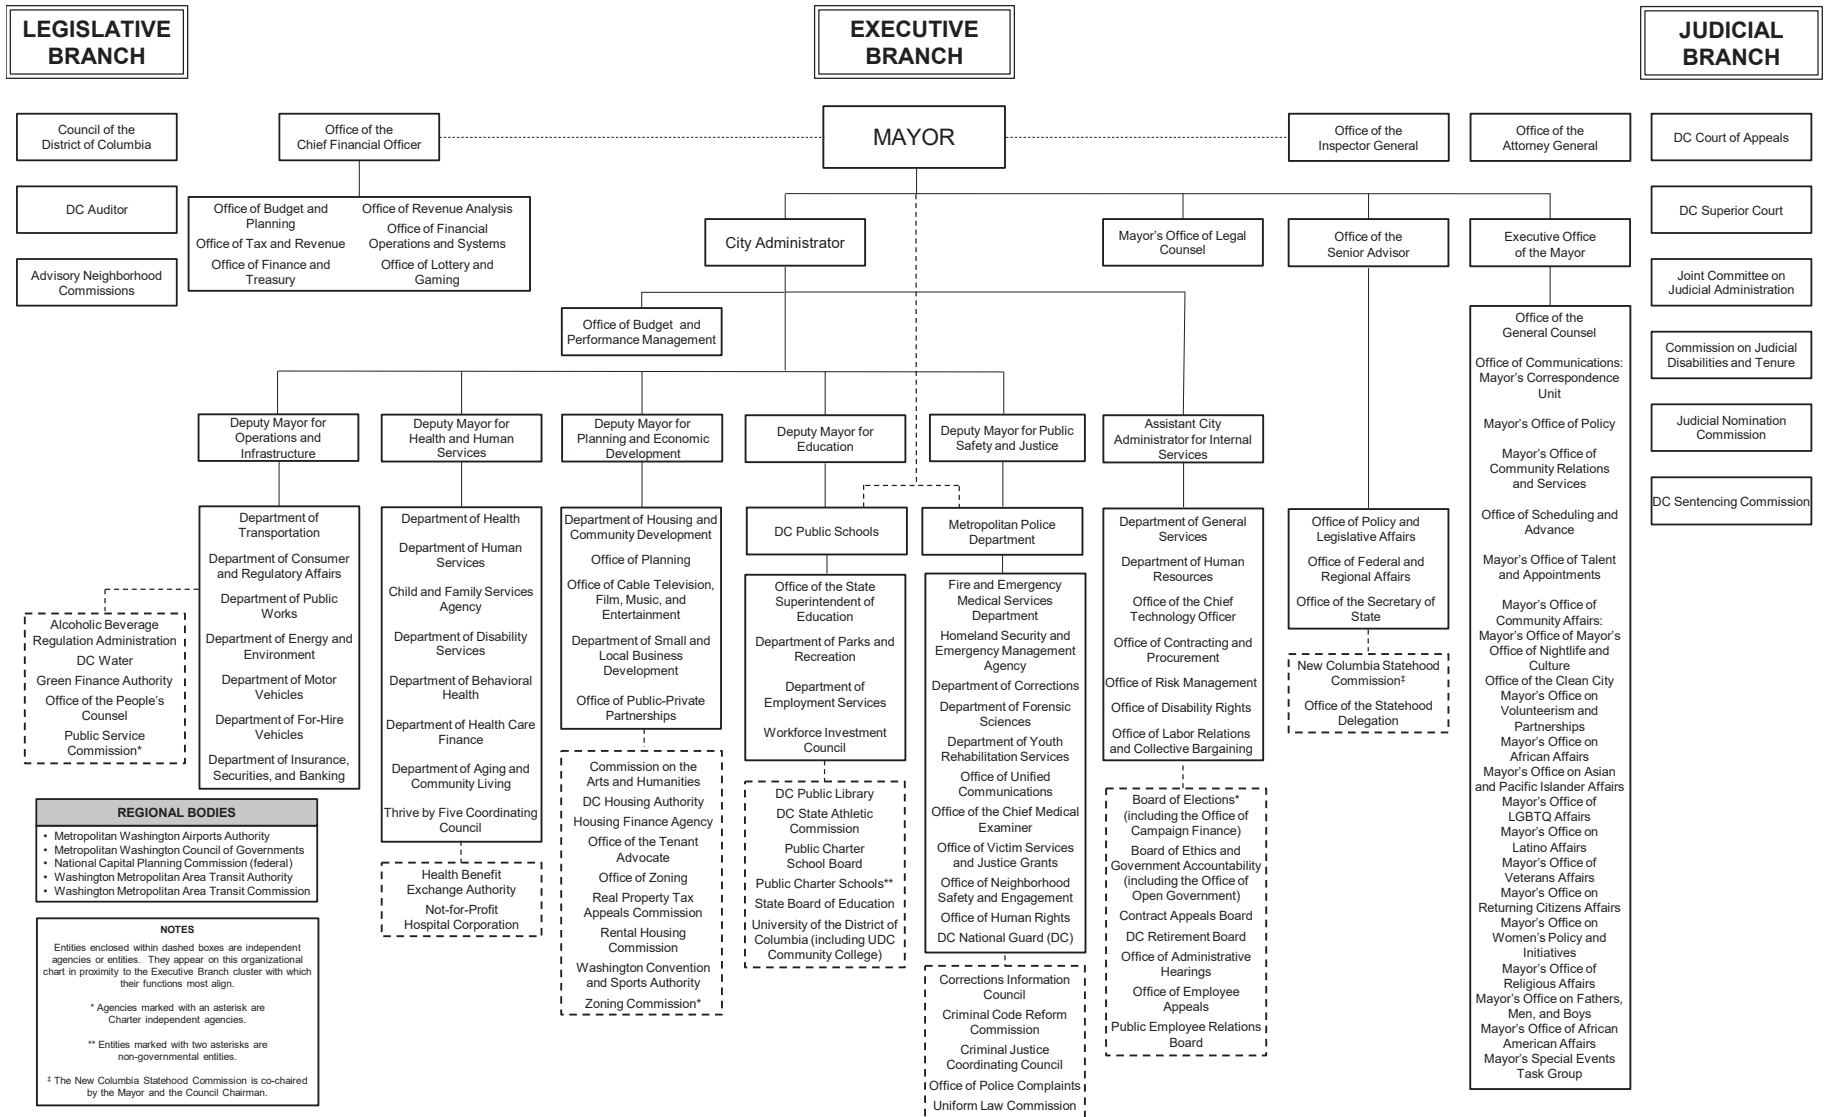 LEGISLATIVE
BRANCH
EXECUTIVE
BRANCH
JUDICIAL
BRANCH
Council of the
District of Columbia
DC Auditor
Advisory Neighborhood
Commissions
Office of the
Chief Financial Officer
Office of Budget and
Planning
Office of Tax and Revenue
Office of Finance and
Treasury
Office of Revenue Analysis
Office of Financial
Operations and Systems
Office of Lottery and
Gaming
MAYOR
Office of the
Inspector General
Office of the
Attorney General
DC Court of Appeals
DC Superior Court
Joint Committee on
Judicial Administration
Commission on Judicial
Disabilities and Tenure
Judicial Nomination
Commission
DC Sentencing Commission
City Administrator
Mayor's Office of Legal
Counsel
Office of the
Senior Advisor
Executive Office
of the Mayor
Office of Budget and
Performance Management
Deputy Mayor for
Operations and
Infrastructure
Deputy Mayor for
Health and Human
Services
Deputy Mayor for
Planning and Economic
Development
Deputy Mayor for
Education
Deputy Mayor for Public
Safety and Justice
Assistant City
Administrator for Internal
Services
Department of
Transportation
Department of Consumer
and Regulatory Affairs
Department of Public
Works
Department of Energy and
Environment
Department of Motor
Vehicles
Department of For-Hire
Vehicles
Department of Insurance,
Securities, and Banking
Alcoholic Beverage
Regulation Administration
DC Water
Green Finance Authority
Office of the People's
Counsel
Public Service
Commission*
Department of Health
Department of Human
Services
Child and Family Services
Agency
Department of Disability
Services
Department of Behavioral
Health
Department of Health Care
Finance
Department of Aging and
Community Living
Thrive by Five Coordinating
Council
Health Benefit
Exchange Authority
Not-for-Profit
Hospital Corporation
Department of Housing and
Community Development
Office of Planning
Office of Cable Television,
Film, Music, and
Entertainment
Department of Small and
Local Business
Development
Office of Public-Private
Partnerships
Commission on the
Arts and Humanities
DC Housing Authority
Housing Finance Agency
Office of the Tenant
Advocate
Office of Zoning
Real Property Tax
Appeals Commission
Rental Housing
Commission
Washington Convention
and Sports Authority
Zoning Commission*
DC Public Schools
Office of the State
Superintendent of
Education
Department of Parks and
Recreation
Department of
Employment Services
Workforce Investment
Council
DC Public Library
DC State Athletic
Commission
Public Charter
School Board
Public Charter Schools**
State Board of Education
University of the District of
Columbia (including UDC
Community College)
Metropolitan Police
Department
Fire and Emergency
Medical Services
Department
Homeland Security and
Emergency Management
Agency
Department of Corrections
Department of Forensic
Sciences
Department of Youth
Rehabilitation Services
Office of Unified
Communications
Office of the Chief Medical
Examiner
Office of Victim Services
and Justice Grants
Office of Neighborhood
Safety and Engagement
Office of Human Rights
DC National Guard (DC)
Corrections Information
Council
Criminal Code Reform
Commission
Criminal Justice
Coordinating Council
Office of Police Complaints
Uniform Law Commission
Department of General
Services
Department of Human
Resources
Office of the Chief
Technology Officer
Office of Contracting and
Procurement
Office of Risk Management
Office of Disability Rights
Office of Labor Relations
and Collective Bargaining
Board of Elections*
(including the Office of
Campaign Finance)
Board of Ethics and
Government Accountability
(including the Office of
Open Government)
Contract Appeals Board
DC Retirement Board
Office of Administrative
Hearings
Office of Employee
Appeals
Public Employee Relations
Board
Office of Policy and
Legislative Affairs
Office of Federal and
Regional Affairs
Office of the Secretary of
State
New Columbia Statehood
Commission‡
Office of the Statehood
Delegation
Office of the
General Counsel
Office of Communications:
Mayor's Correspondence
Unit
Mayor's Office of Policy
Mayor's Office of
Community Relations
and Services
Office of Scheduling and
Advance
Mayor's Office of Talent
and Appointments
Mayor's Office of
Community Affairs:
Mayor's Office of Mayor's
Office of Nightlife and
Culture
Office of the Clean City
Mayor's Office on
Volunteerism and
Partnerships
Mayor's Office on
African Affairs
Mayor's Office on Asian
and Pacific Islander Affairs
Mayor's Office of
LGBTQ Affairs
Mayor's Office on
Latino Affairs
Mayor's Office of
Veterans Affairs
Mayor's Office on
Returning Citizens Affairs
Mayor's Office on
Women's Policy and
Initiatives
Mayor's Office of
Religious Affairs
Mayor's Office on Fathers,
Men, and Boys
Mayor's Office of African
American Affairs
Mayor's Special Events
Task Group
REGIONAL BODIES
• Metropolitan Washington Airports Authority
• Metropolitan Washington Council of Governments
• National Capital Planning Commission (federal)
• Washington Metropolitan Area Transit Authority
• Washington Metropolitan Area Transit Commission
NOTES
Entities enclosed within dashed boxes are independent
agencies or entities. They appear on this organizational
chart in proximity to the Executive Branch cluster with which
their functions most align.
* Agencies marked with an asterisk are
Charter independent agencies.
** Entities marked with two asterisks are
non-governmental entities.
‡ The New Columbia Statehood Commission is co-chaired
by the Mayor and the Council Chairman.